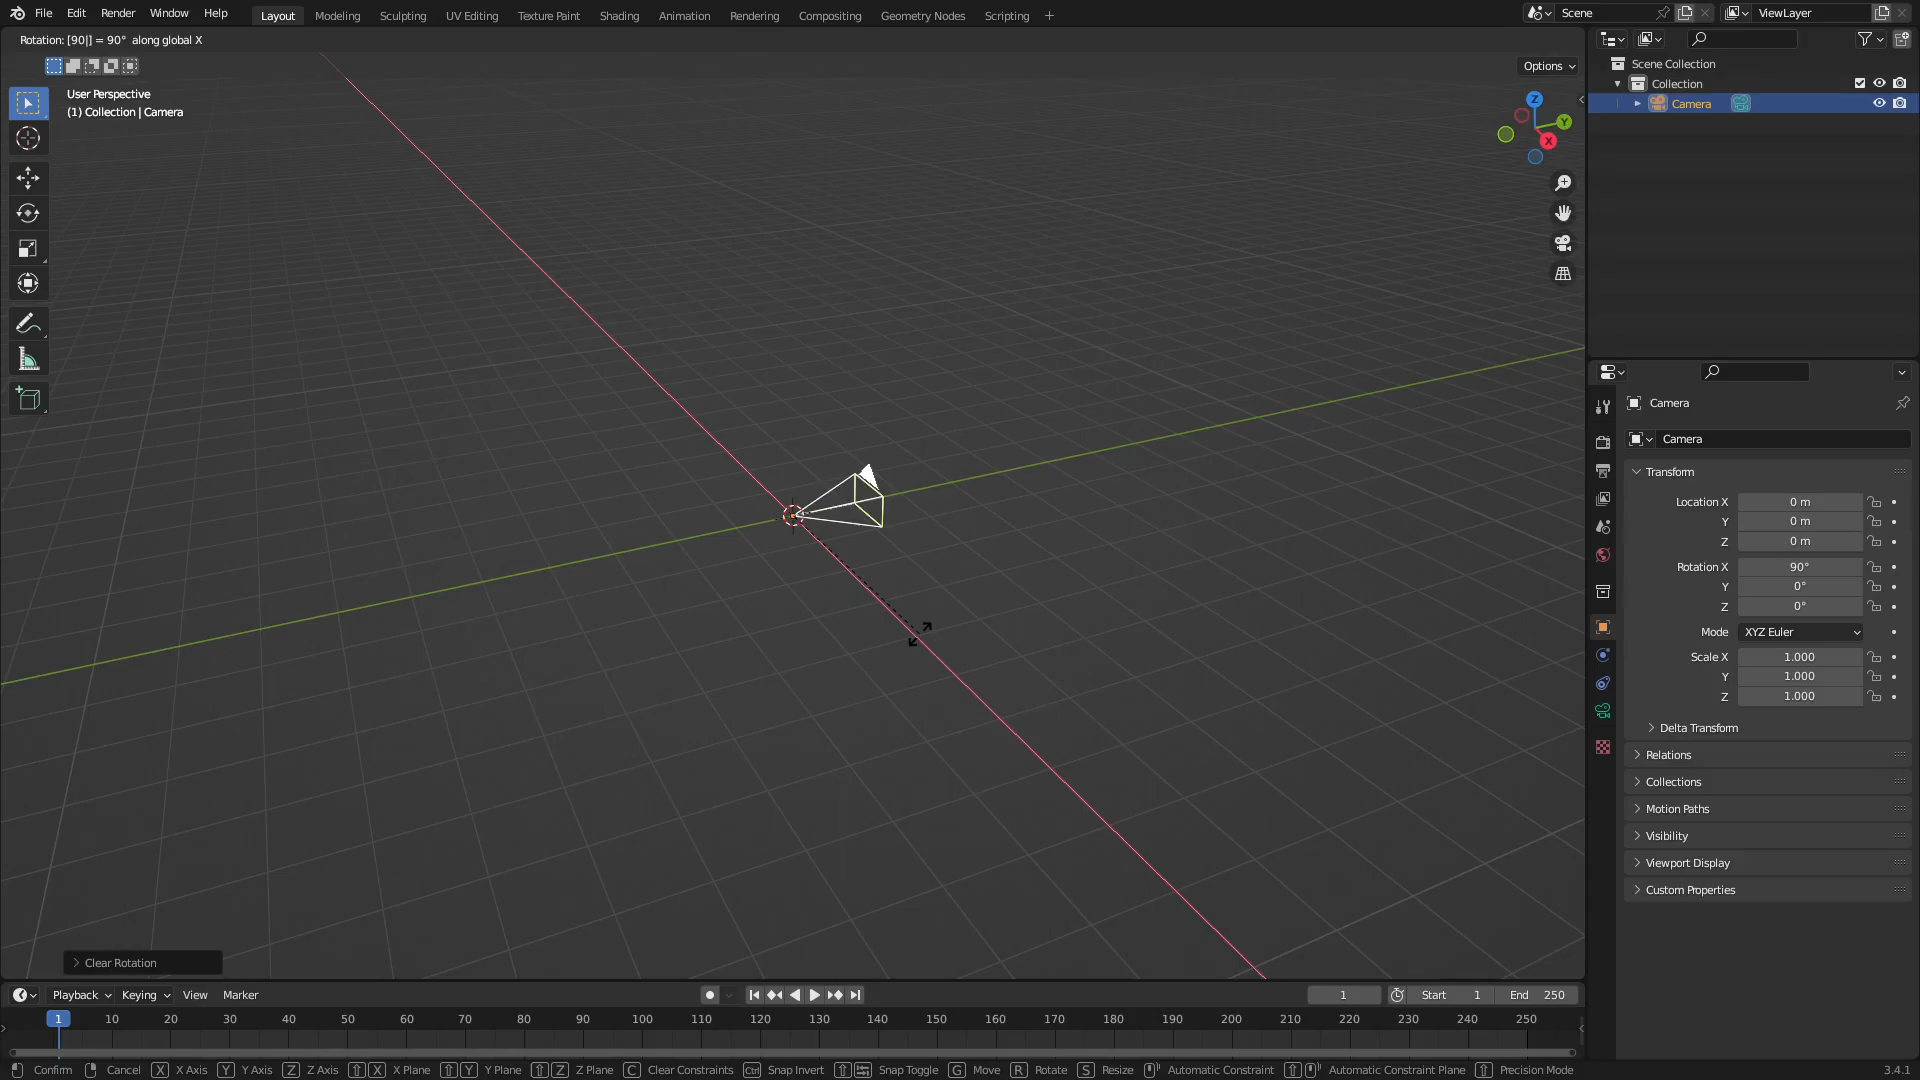 File Edit Render Window Help Layout Modeling Sculpting UV Editing Texture Paint Shading Animation Rendering Compositing Geometry Nodes Scripting + Scene ViewLayer
Rotation: [90|] = 90° along global X
Options
User Perspective
(1) Collection | Camera
Z
Y
X
Scene Collection
Collection
Camera
Camera
Camera
Transform
Location X 0 m
Y 0 m
Z 0 m
Rotation X 90°
Y 0°
Z 0°
Mode XYZ Euler
Scale X 1.000
Y 1.000
Z 1.000
Delta Transform
Relations
Collections
Motion Paths
Visibility
Viewport Display
Custom Properties
Clear Rotation
Playback Keying View Marker 1 Start 1 End 250
1 10 20 30 40 50 60 70 80 90 100 110 120 130 140 150 160 170 180 190 200 210 220 230 240 250
Confirm Cancel X X Axis Y Y Axis Z Z Axis X X Plane Y Y Plane Z Z Plane C Clear Constraints Ctrl Snap Invert Snap Toggle G Move R Rotate S Resize Automatic Constraint Automatic Constraint Plane Precision Mode 3.4.1